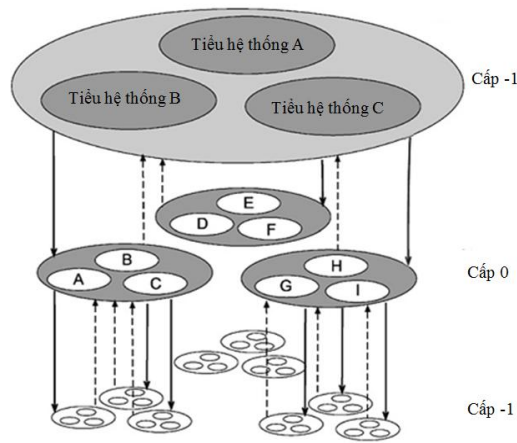 Tiểu hệ thống A
Tiểu hệ thống B
Tiểu hệ thống C
Cấp -1
E
D
F
B
A
C
H
G
I
Cấp 0
Cấp -1